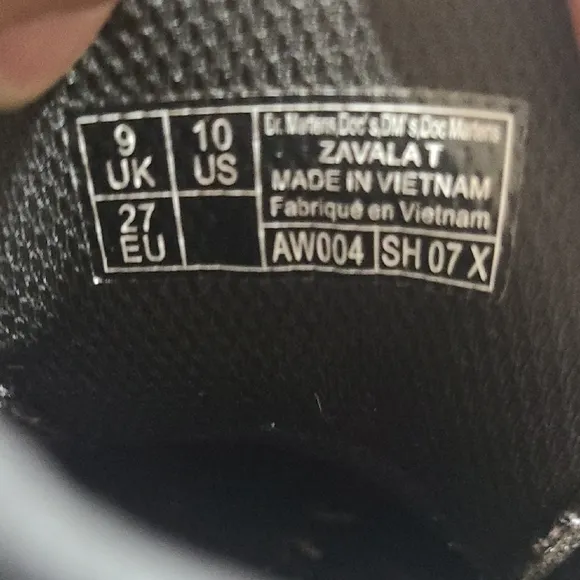 9
UK
10
US
27
EU
Dr. Martens,Doc's,DM's,Doc Martens
ZAVALA T
MADE IN VIETNAM
Fabriqué en Vietnam
AW004
SH 07 X